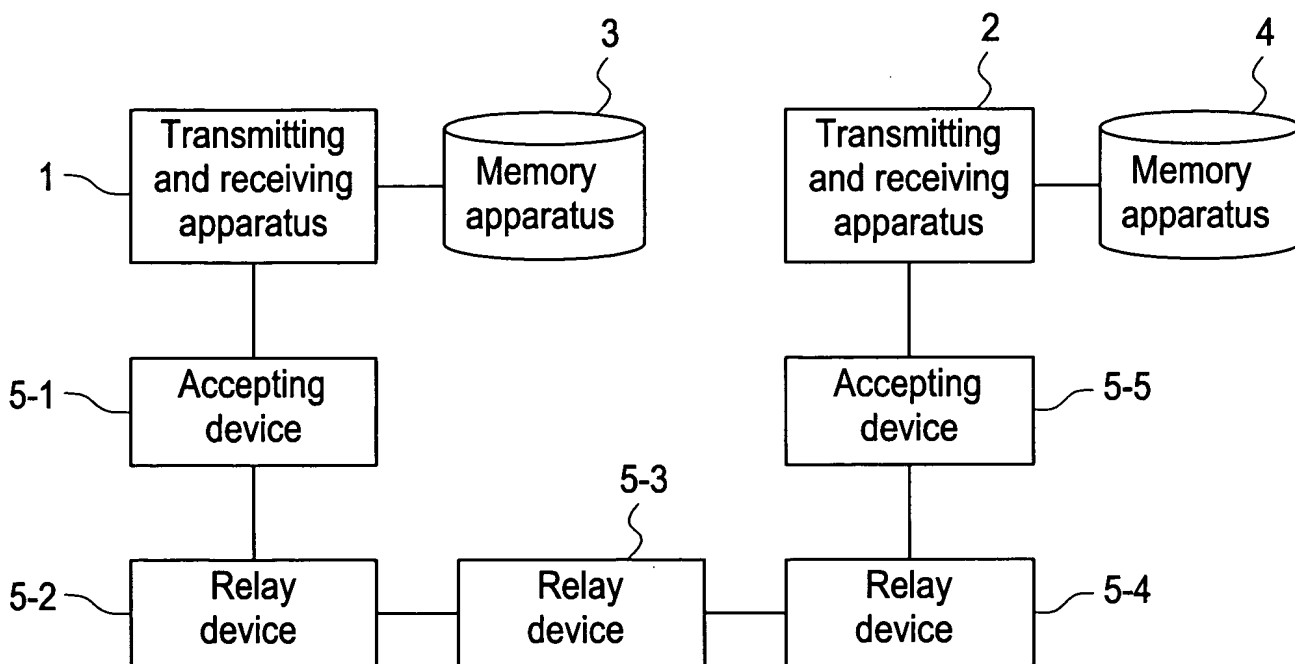 3
2
4
1
Transmitting
and receiving
apparatus
Memory
apparatus
Transmitting
and receiving
apparatus
Memory
apparatus
5-1
Accepting
device
Accepting
device
5-5
5-3
5-2
Relay
device
Relay
device
Relay
device
5-4